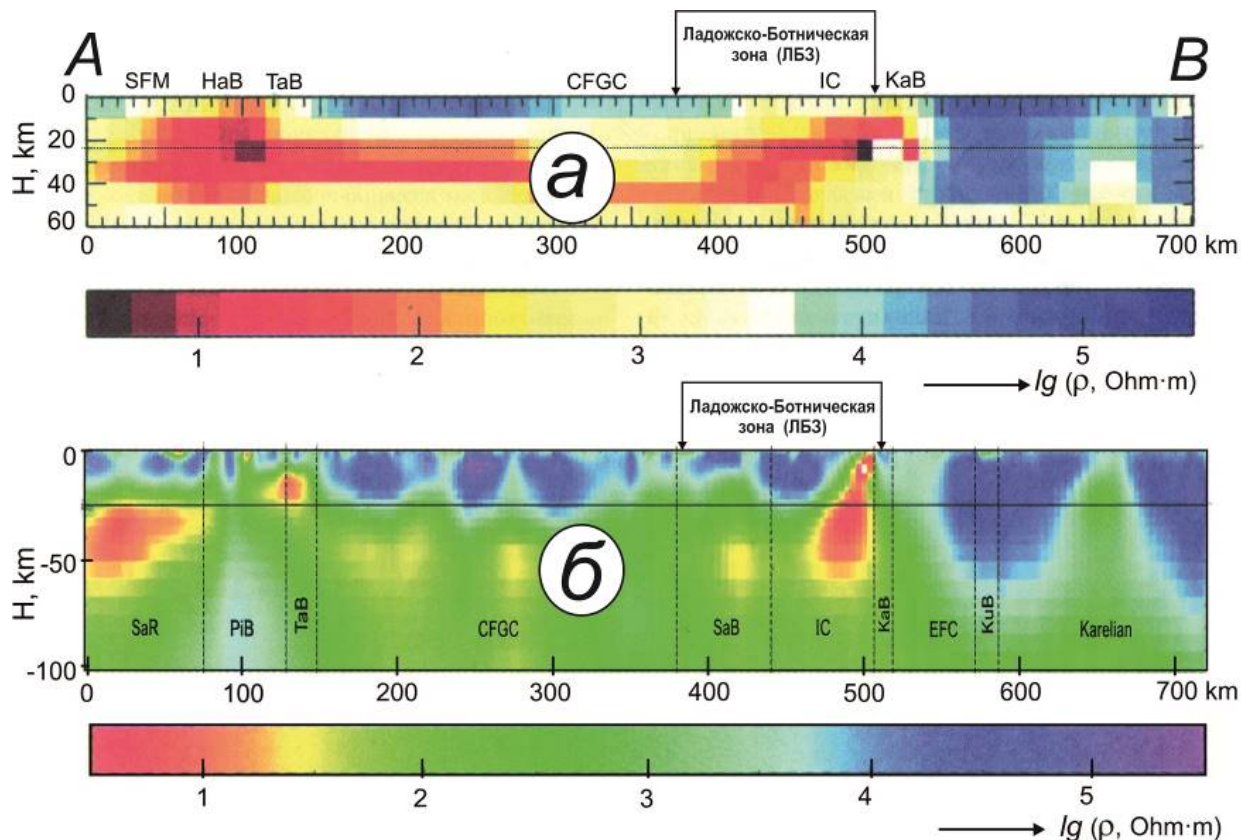 Ладожско-Ботническая
зона (ЛБЗ)
A B
SFM HaB TaB CFGC IC KaB
H, km
0
20
40
60
а
0 100 200 300 400 500 600 700 km
1 2 3 4 5
lg (ρ, Ohm·m)
Ладожско-Ботническая
зона (ЛБЗ)
H, km
0
-50
-100
б
SaR PiB TaB CFGC SaB IC KaB EFC KuB Karelian
0 100 200 300 400 500 600 700 km
1 2 3 4 5
lg (ρ, Ohm·m)